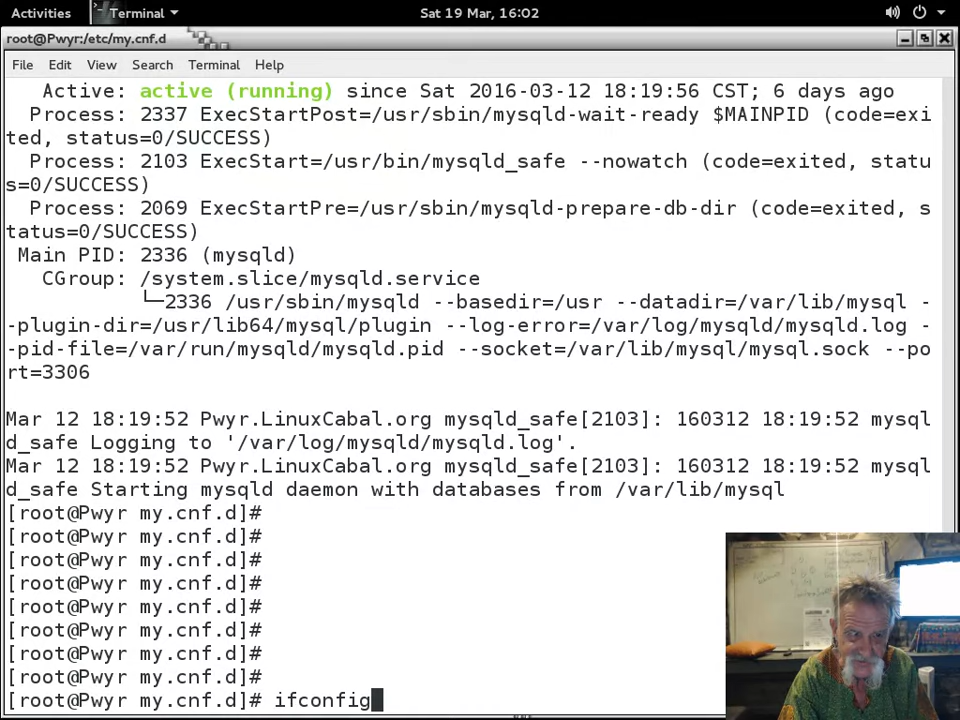 Activities Terminal Sat 19 Mar, 16:02
root@Pwyr:/etc/my.cnf.d
File Edit View Search Terminal Help
Active: active (running) since Sat 2016-03-12 18:19:56 CST; 6 days ago
Process: 2337 ExecStartPost=/usr/sbin/mysqld-wait-ready $MAINPID (code=exi
ted, status=0/SUCCESS)
Process: 2103 ExecStart=/usr/bin/mysqld_safe --nowatch (code=exited, statu
s=0/SUCCESS)
Process: 2069 ExecStartPre=/usr/sbin/mysqld-prepare-db-dir (code=exited, s
tatus=0/SUCCESS)
Main PID: 2336 (mysqld)
CGroup: /system.slice/mysqld.service
└─2336 /usr/sbin/mysqld --basedir=/usr --datadir=/var/lib/mysql -
-plugin-dir=/usr/lib64/mysql/plugin --log-error=/var/log/mysqld/mysqld.log -
-pid-file=/var/run/mysqld/mysqld.pid --socket=/var/lib/mysql/mysql.sock --po
rt=3306
Mar 12 18:19:52 Pwyr.LinuxCabal.org mysqld_safe[2103]: 160312 18:19:52 mysql
d_safe Logging to '/var/log/mysqld/mysqld.log'.
Mar 12 18:19:52 Pwyr.LinuxCabal.org mysqld_safe[2103]: 160312 18:19:52 mysql
d_safe Starting mysqld daemon with databases from /var/lib/mysql
[root@Pwyr my.cnf.d]#
[root@Pwyr my.cnf.d]#
[root@Pwyr my.cnf.d]#
[root@Pwyr my.cnf.d]#
[root@Pwyr my.cnf.d]#
[root@Pwyr my.cnf.d]#
[root@Pwyr my.cnf.d]#
[root@Pwyr my.cnf.d]#
[root@Pwyr my.cnf.d]# ifconfig